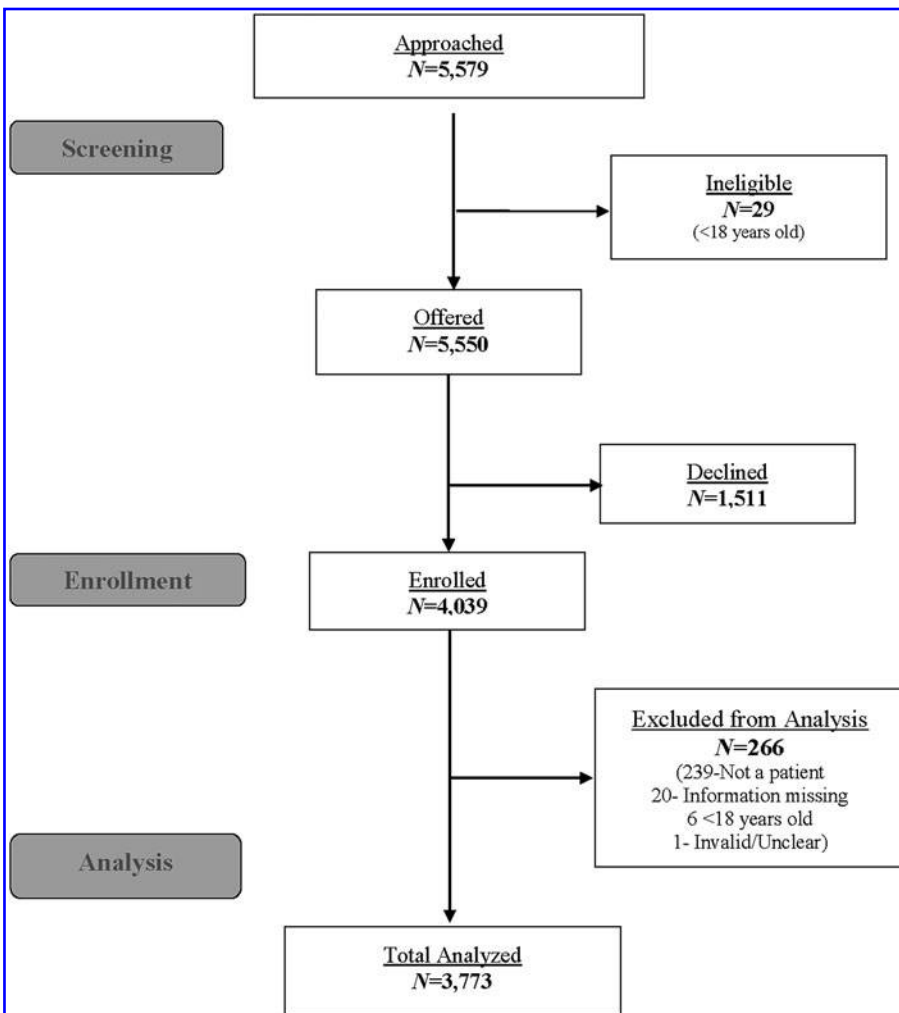 Approached
N=5,579
Screening
Ineligible
N=29
(<18 years old)
Offered
N=5,550
Declined
N=1,511
Enrollment
Enrolled
N=4,039
Excluded from Analysis
N=266
(239-Not a patient
20- Information missing
6 <18 years old
1- Invalid/Unclear)
Analysis
Total Analyzed
N=3,773